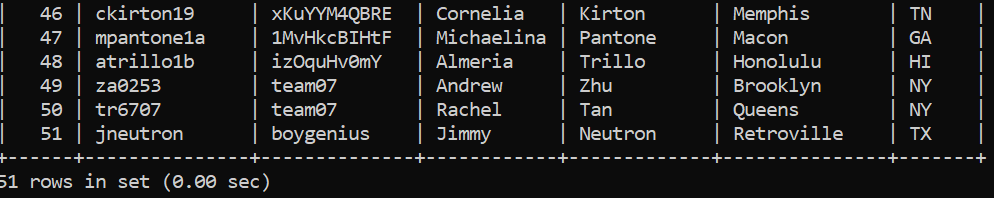 |   46 | ckirton19     | xKuYYM4QBRE | Cornelia   | Kirton      | Memphis      | TN    |
|   47 | mpantone1a    | 1MvHkcBIHtF | Michaelina | Pantone     | Macon        | GA    |
|   48 | atrillo1b     | izOquHv0mY  | Almeria    | Trillo      | Honolulu     | HI    |
|   49 | za0253        | team07      | Andrew     | Zhu         | Brooklyn     | NY    |
|   50 | tr6707        | team07      | Rachel     | Tan         | Queens       | NY    |
|   51 | jneutron      | boygenius   | Jimmy      | Neutron     | Retroville   | TX    |
+------+---------------+-------------+------------+-------------+--------------+-------+
51 rows in set (0.00 sec)